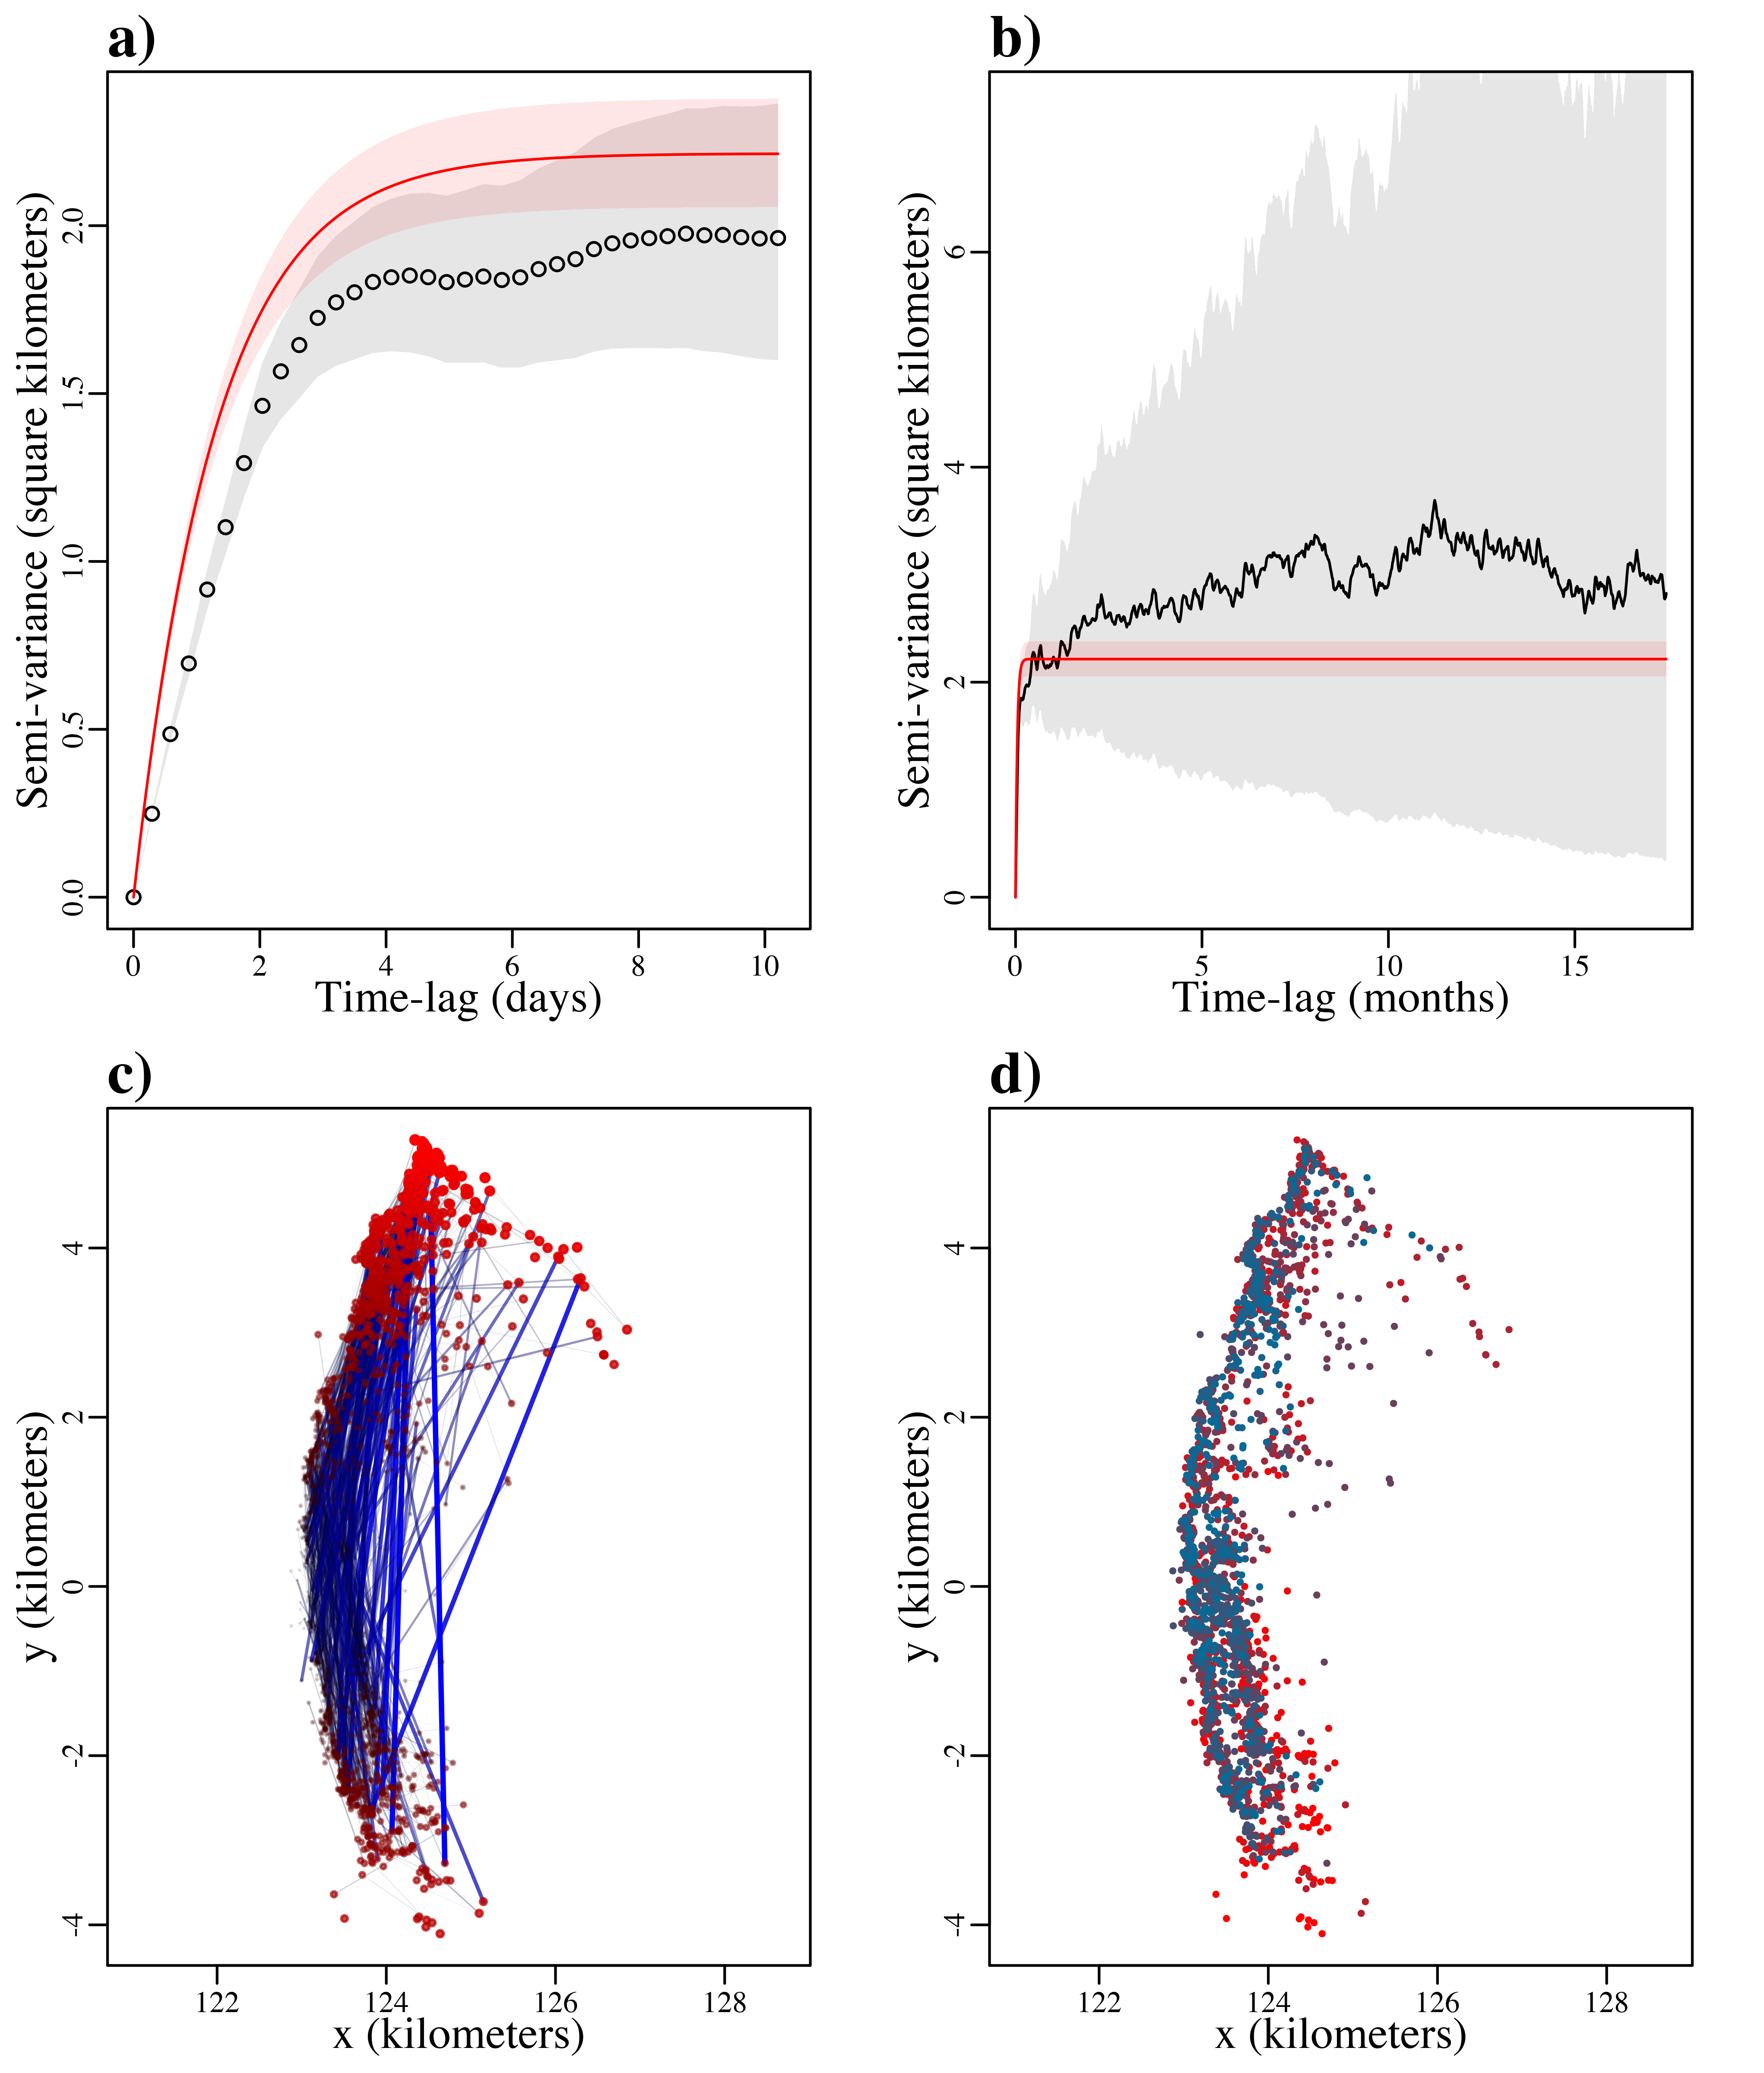 a)
Semi-variance (square kilometers)
0.0 0.5 1.0 1.5 2.0
0 2 4 6 8 10
Time-lag (days)
b)
Semi-variance (square kilometers)
0 2 4 6
0 5 10 15
Time-lag (months)
c)
y (kilometers)
-4 -2 0 2 4
122 124 126 128
x (kilometers)
d)
y (kilometers)
-4 -2 0 2 4
122 124 126 128
x (kilometers)